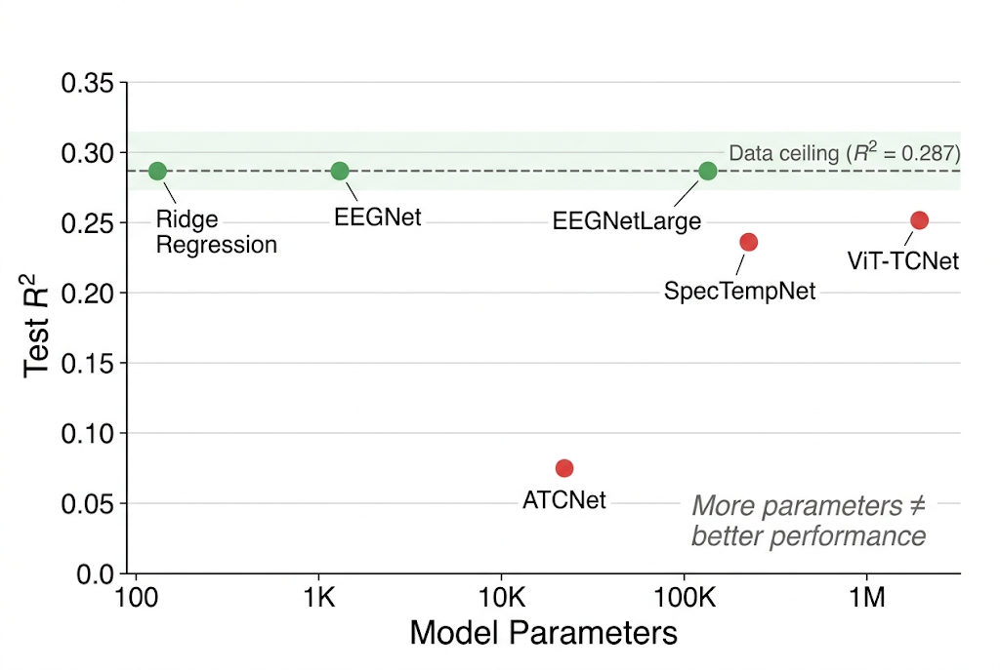 0.35
0.30
0.25
0.20
0.15
0.10
0.05
0.0
Test R²
Data ceiling (R² = 0.287)
Ridge
Regression
EEGNet
EEGNetLarge
SpecTempNet
ViT-TCNet
ATCNet
More parameters ≠
better performance
100
1K
10K
100K
1M
Model Parameters